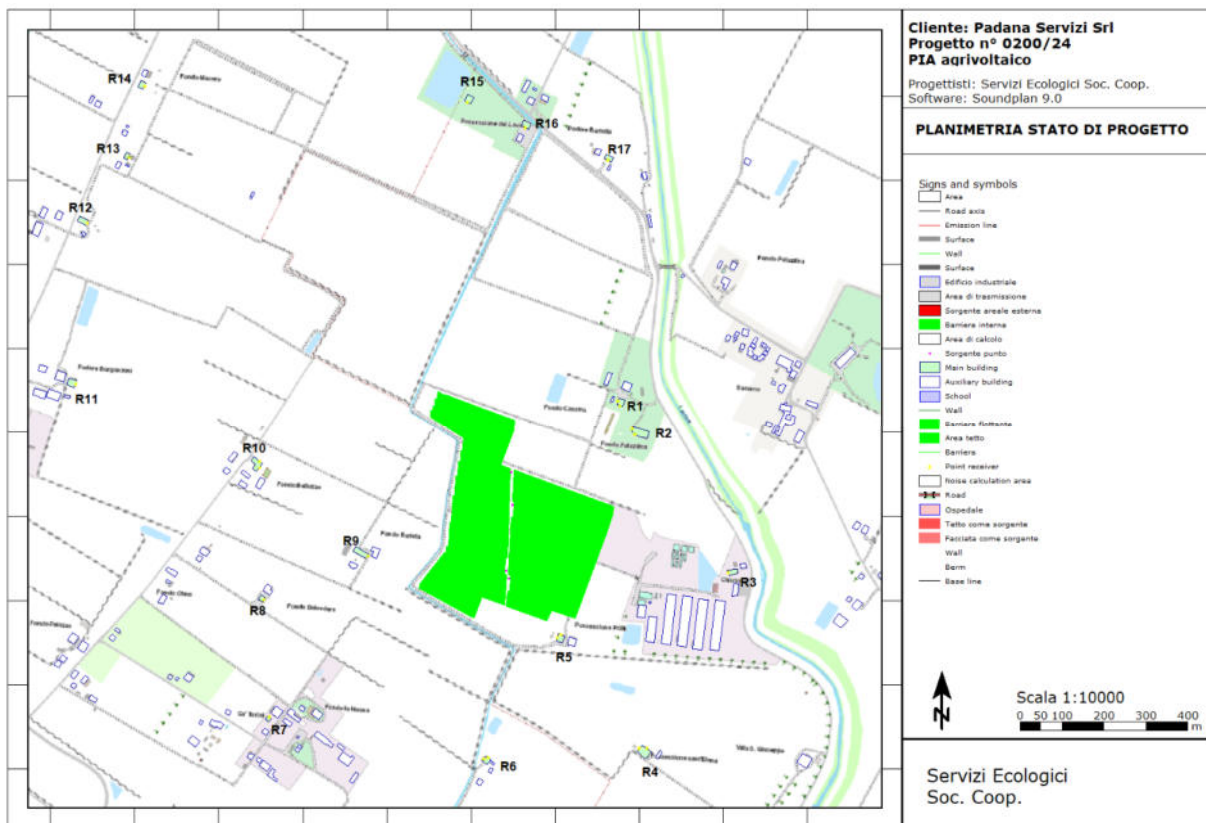 Cliente: Padana Servizi Srl
Progetto n° 0200/24
PIA agrivoltaico
Progettisti: Servizi Ecologici Soc. Coop.
Software: Soundplan 9.0
PLANIMETRIA STATO DI PROGETTO
Signs and symbols
Area
Road axis
Emission line
Surface
Wall
Surface
Edificio industriale
Area di trasmissione
Sorgente areale esterna
Barriera interna
Area di calcolo
Sorgente punto
Main building
Auxiliary building
School
Wall
Barriera flottante
Area tetto
Barriera
Point receiver
Noise calculation area
Road
Ospedale
Tetto come sorgente
Facciata come sorgente
Wall
Berm
Base line
N
Scala 1:10000
0 50 100 200 300 400
m
Servizi Ecologici
Soc. Coop.
R14
R15
R16
R13
R17
R12
R11
R1
R2
R10
R9
R3
R8
R5
R7
R6
R4